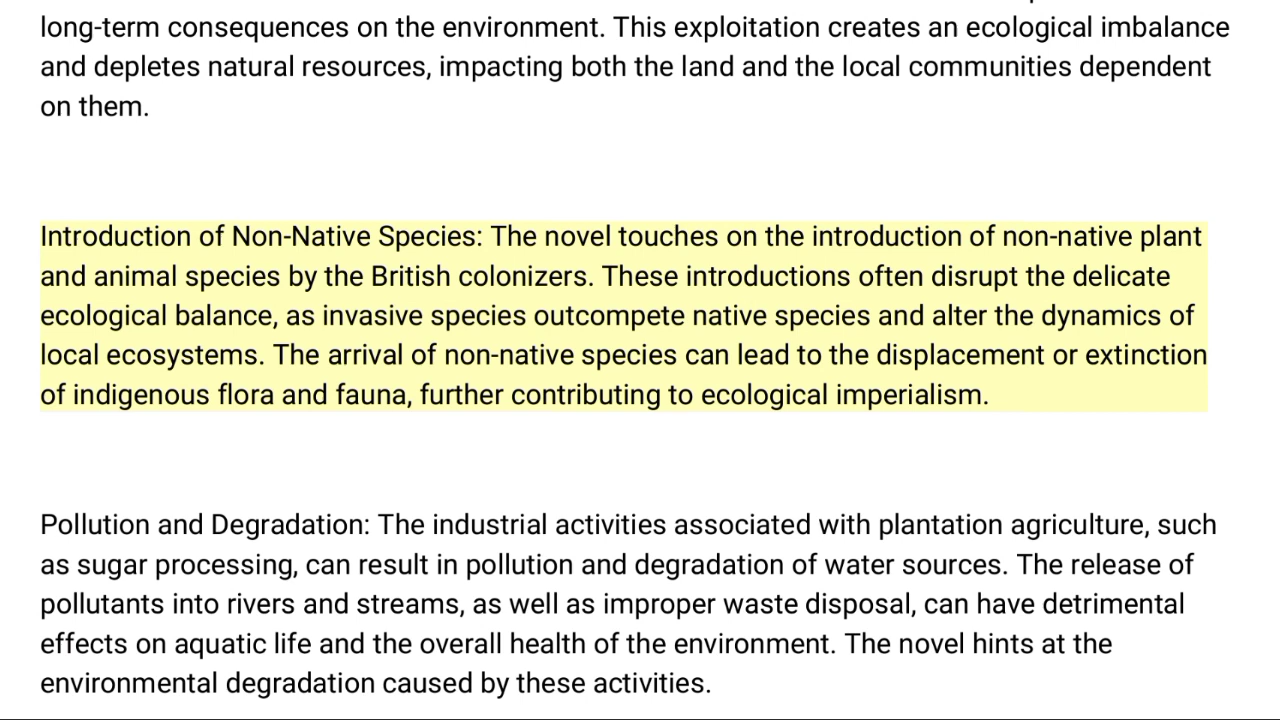 long-term consequences on the environment. This exploitation creates an ecological imbalance
and depletes natural resources, impacting both the land and the local communities dependent
on them.
Introduction of Non-Native Species: The novel touches on the introduction of non-native plant
and animal species by the British colonizers. These introductions often disrupt the delicate
ecological balance, as invasive species outcompete native species and alter the dynamics of
local ecosystems. The arrival of non-native species can lead to the displacement or extinction
of indigenous flora and fauna, further contributing to ecological imperialism.
Pollution and Degradation: The industrial activities associated with plantation agriculture, such
as sugar processing, can result in pollution and degradation of water sources. The release of
pollutants into rivers and streams, as well as improper waste disposal, can have detrimental
effects on aquatic life and the overall health of the environment. The novel hints at the
environmental degradation caused by these activities.